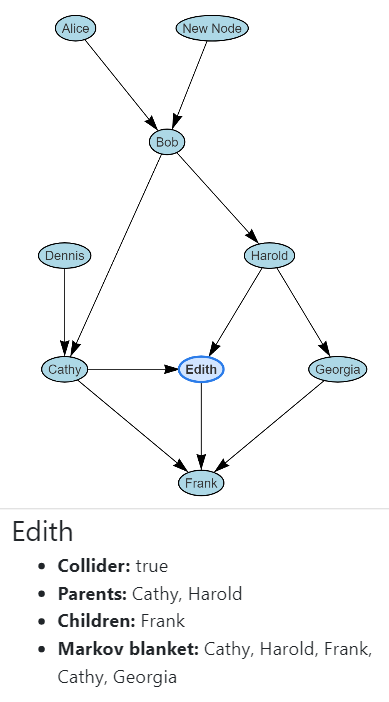 Alice
New Node
Bob
Dennis
Harold
Cathy
Edith
Georgia
Frank
Edith
Collider: true
Parents: Cathy, Harold
Children: Frank
Markov blanket: Cathy, Harold, Frank,
Cathy, Georgia